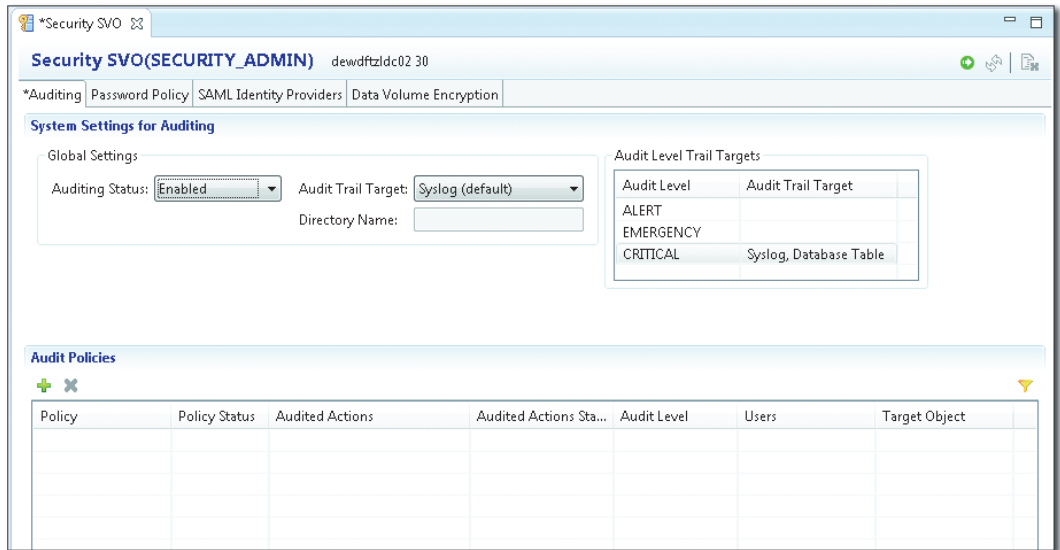 *Security SVO
Security SVO(SECURITY_ADMIN) dewdftzldc02 30
*Auditing Password Policy SAML Identity Providers Data Volume Encryption
System Settings for Auditing
Global Settings
Auditing Status: Enabled Audit Trail Target: Syslog (default)
Directory Name:
Audit Level Trail Targets
Audit Level Audit Trail Target
ALERT
EMERGENCY
CRITICAL Syslog, Database Table
Audit Policies
Policy Policy Status Audited Actions Audited Actions Sta... Audit Level Users Target Object